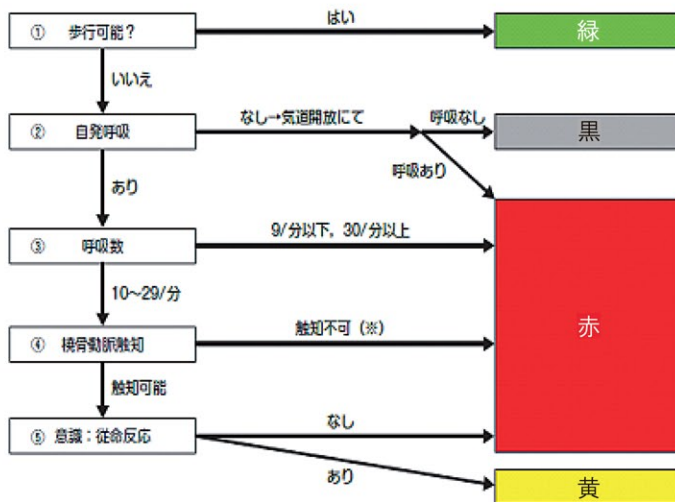 ① 歩行可能?
はい
緑
いいえ
② 自発呼吸
なし→気道開放にて
呼吸なし
黒
呼吸あり
あり
③ 呼吸数
9/分以下,30/分以上
10~29/分
赤
④ 橈骨動脈触知
触知不可(※)
触知可能
⑤ 意識:従命反応
なし
あり
黄